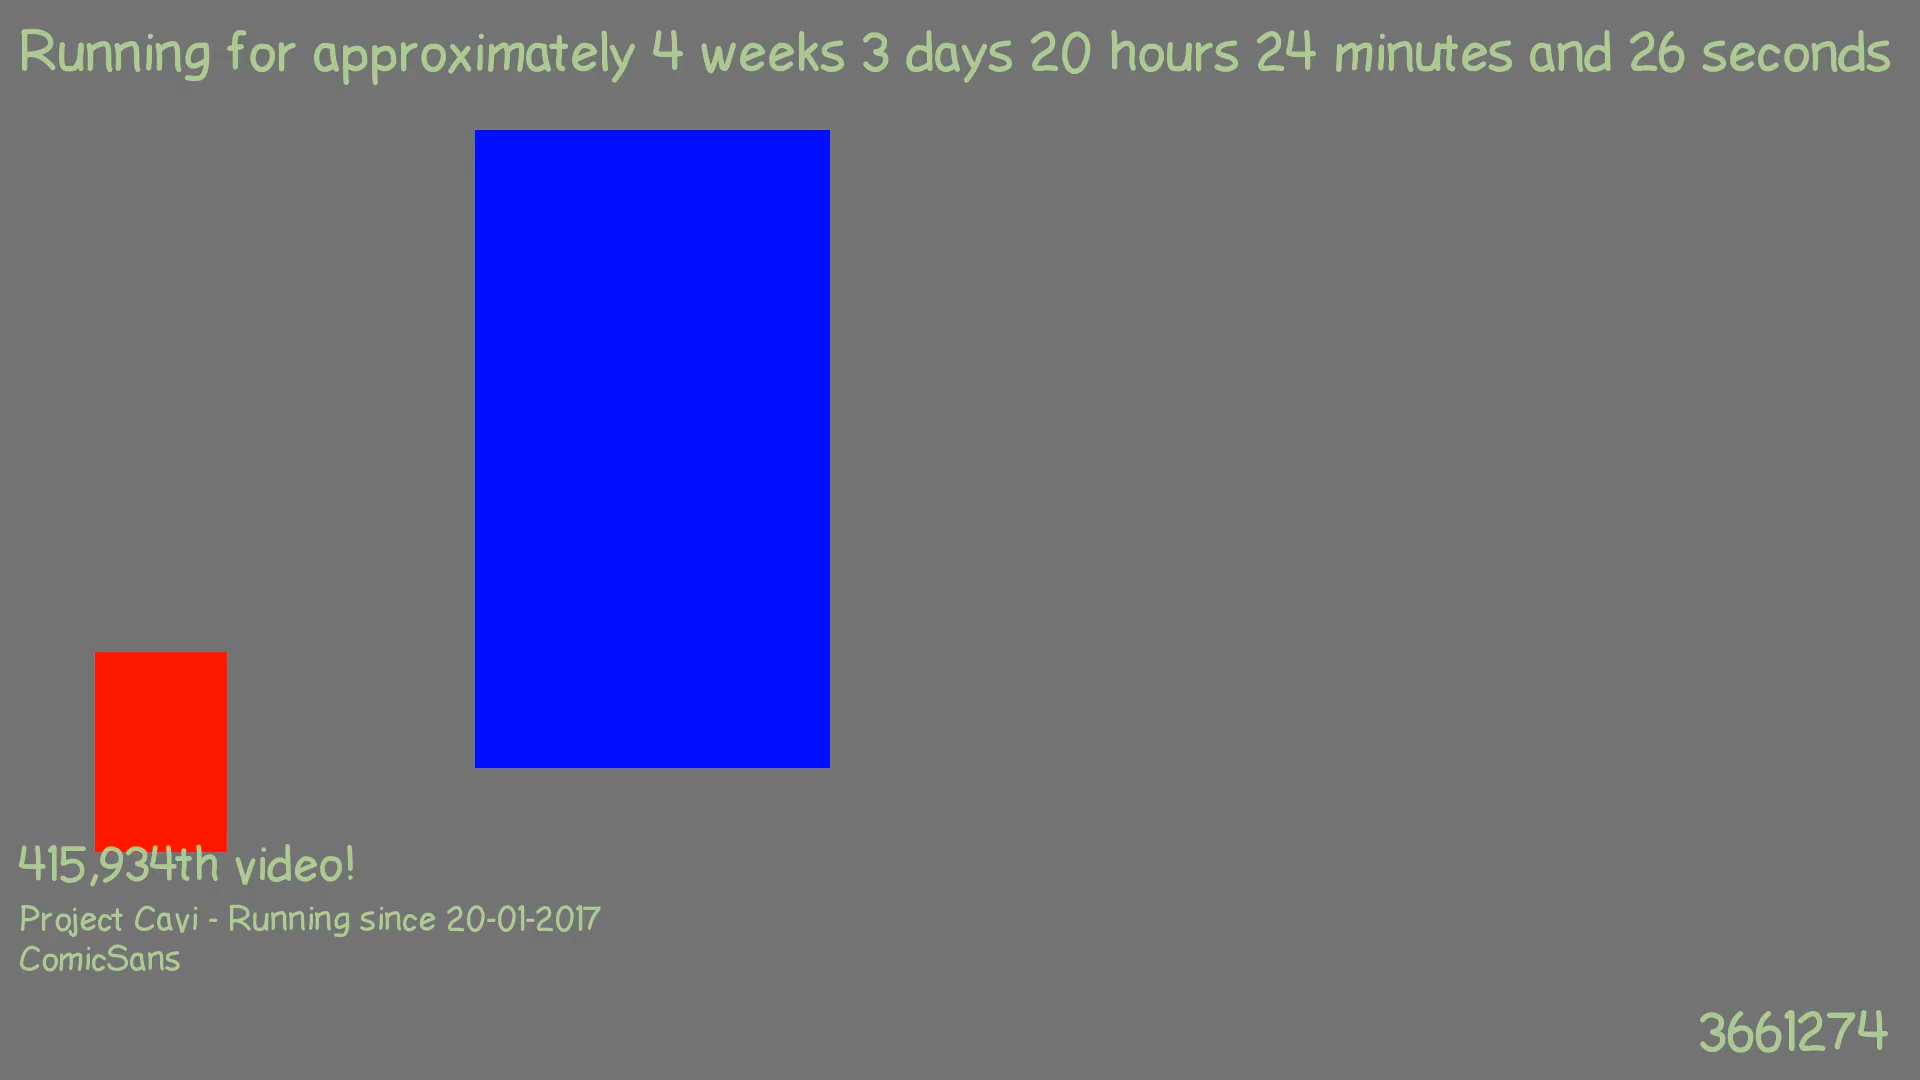 Running for approximately 4 weeks 3 days 20 hours 24 minutes and 26 seconds
415,934th video!
Project Cavi - Running since 20-01-2017
ComicSans
3661274